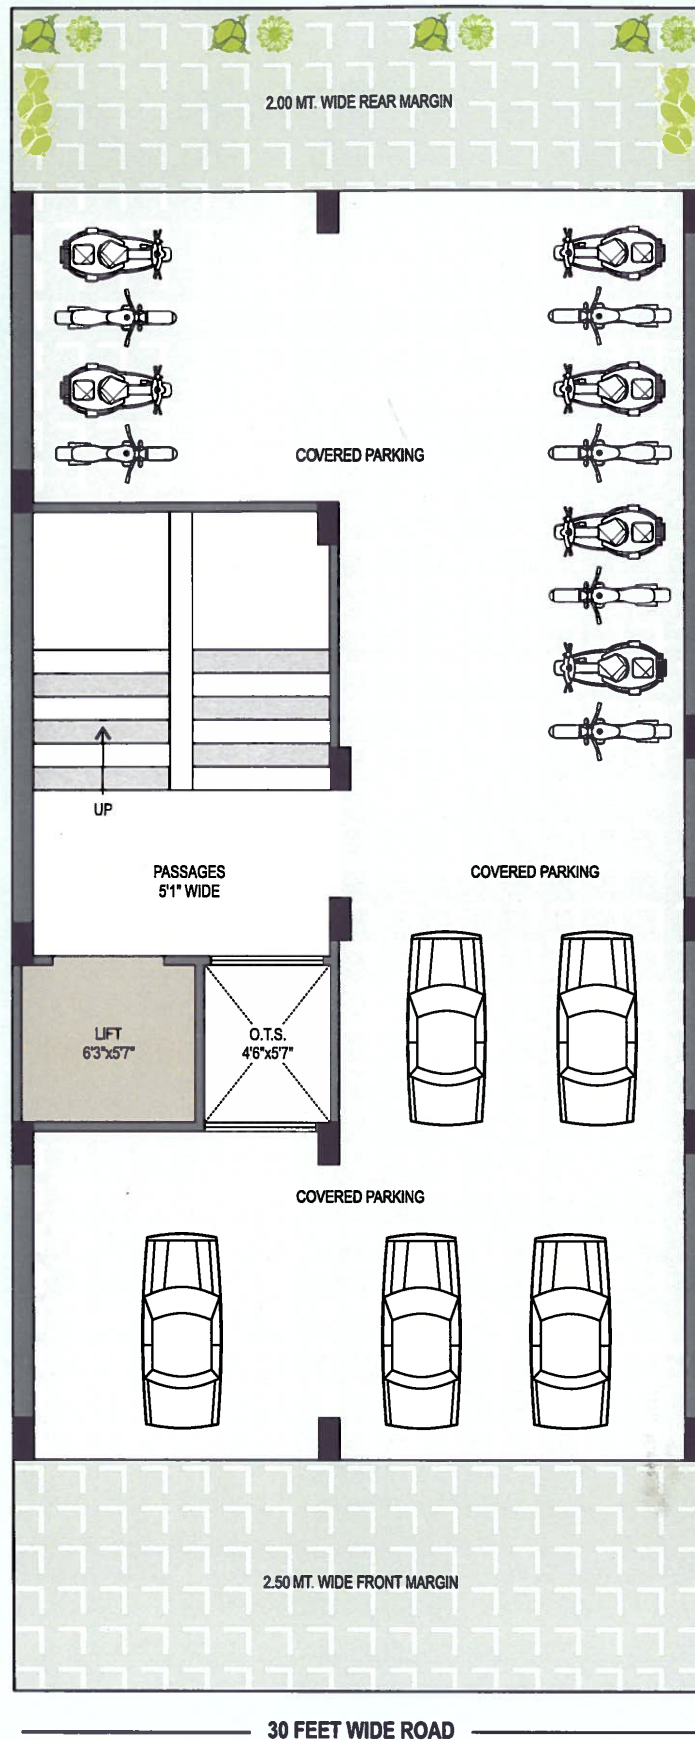 2.00 MT. WIDE REAR MARGIN
COVERED PARKING
UP
PASSAGES
5'1" WIDE
COVERED PARKING
LIFT
6'3"x5'7"
O.T.S.
4'6"x5'7"
COVERED PARKING
2.50 MT. WIDE FRONT MARGIN
30 FEET WIDE ROAD